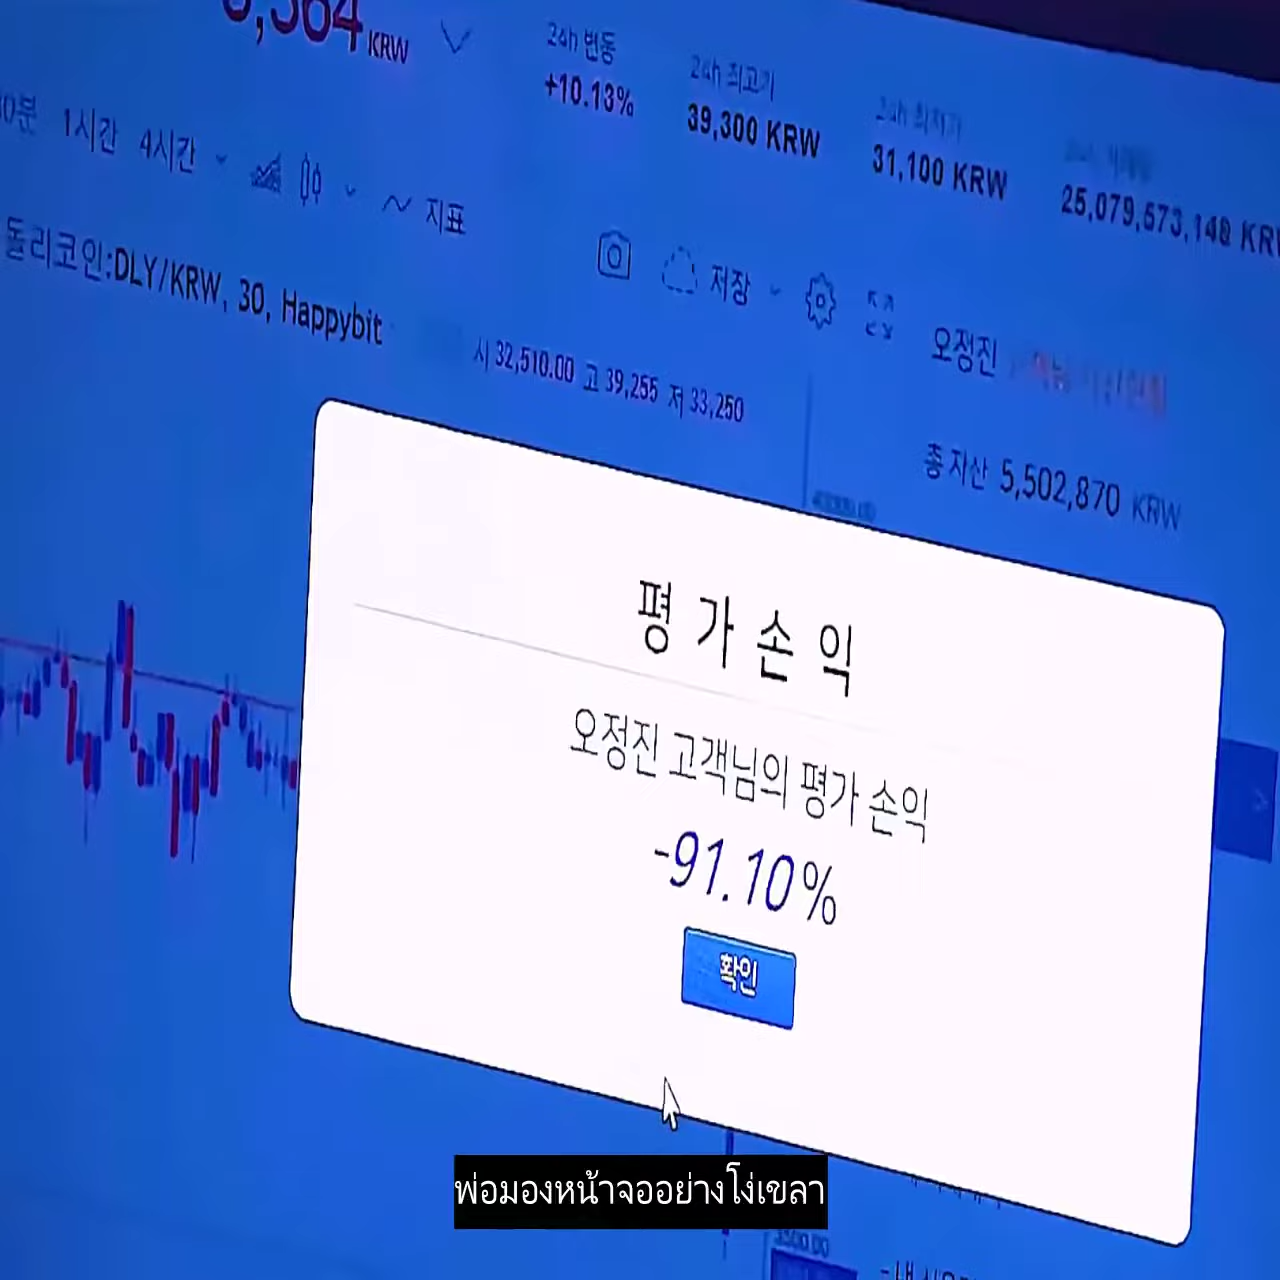 KRW
24h 변동
+10.13%
24h 최고가
39,300 KRW
31,100 KRW
25,079,573,148 KRW
1시간 4시간
지표
저장
돌리코인:DLY/KRW, 30, Happybit
시 32,510.00 고 39,255 저 33,250
오정진
총 자산 5,502,870 KRW
평가손익
오정진 고객님의 평가 손익
-91.10%
확인
พ่อมองหน้าจออย่างโง่เขลา